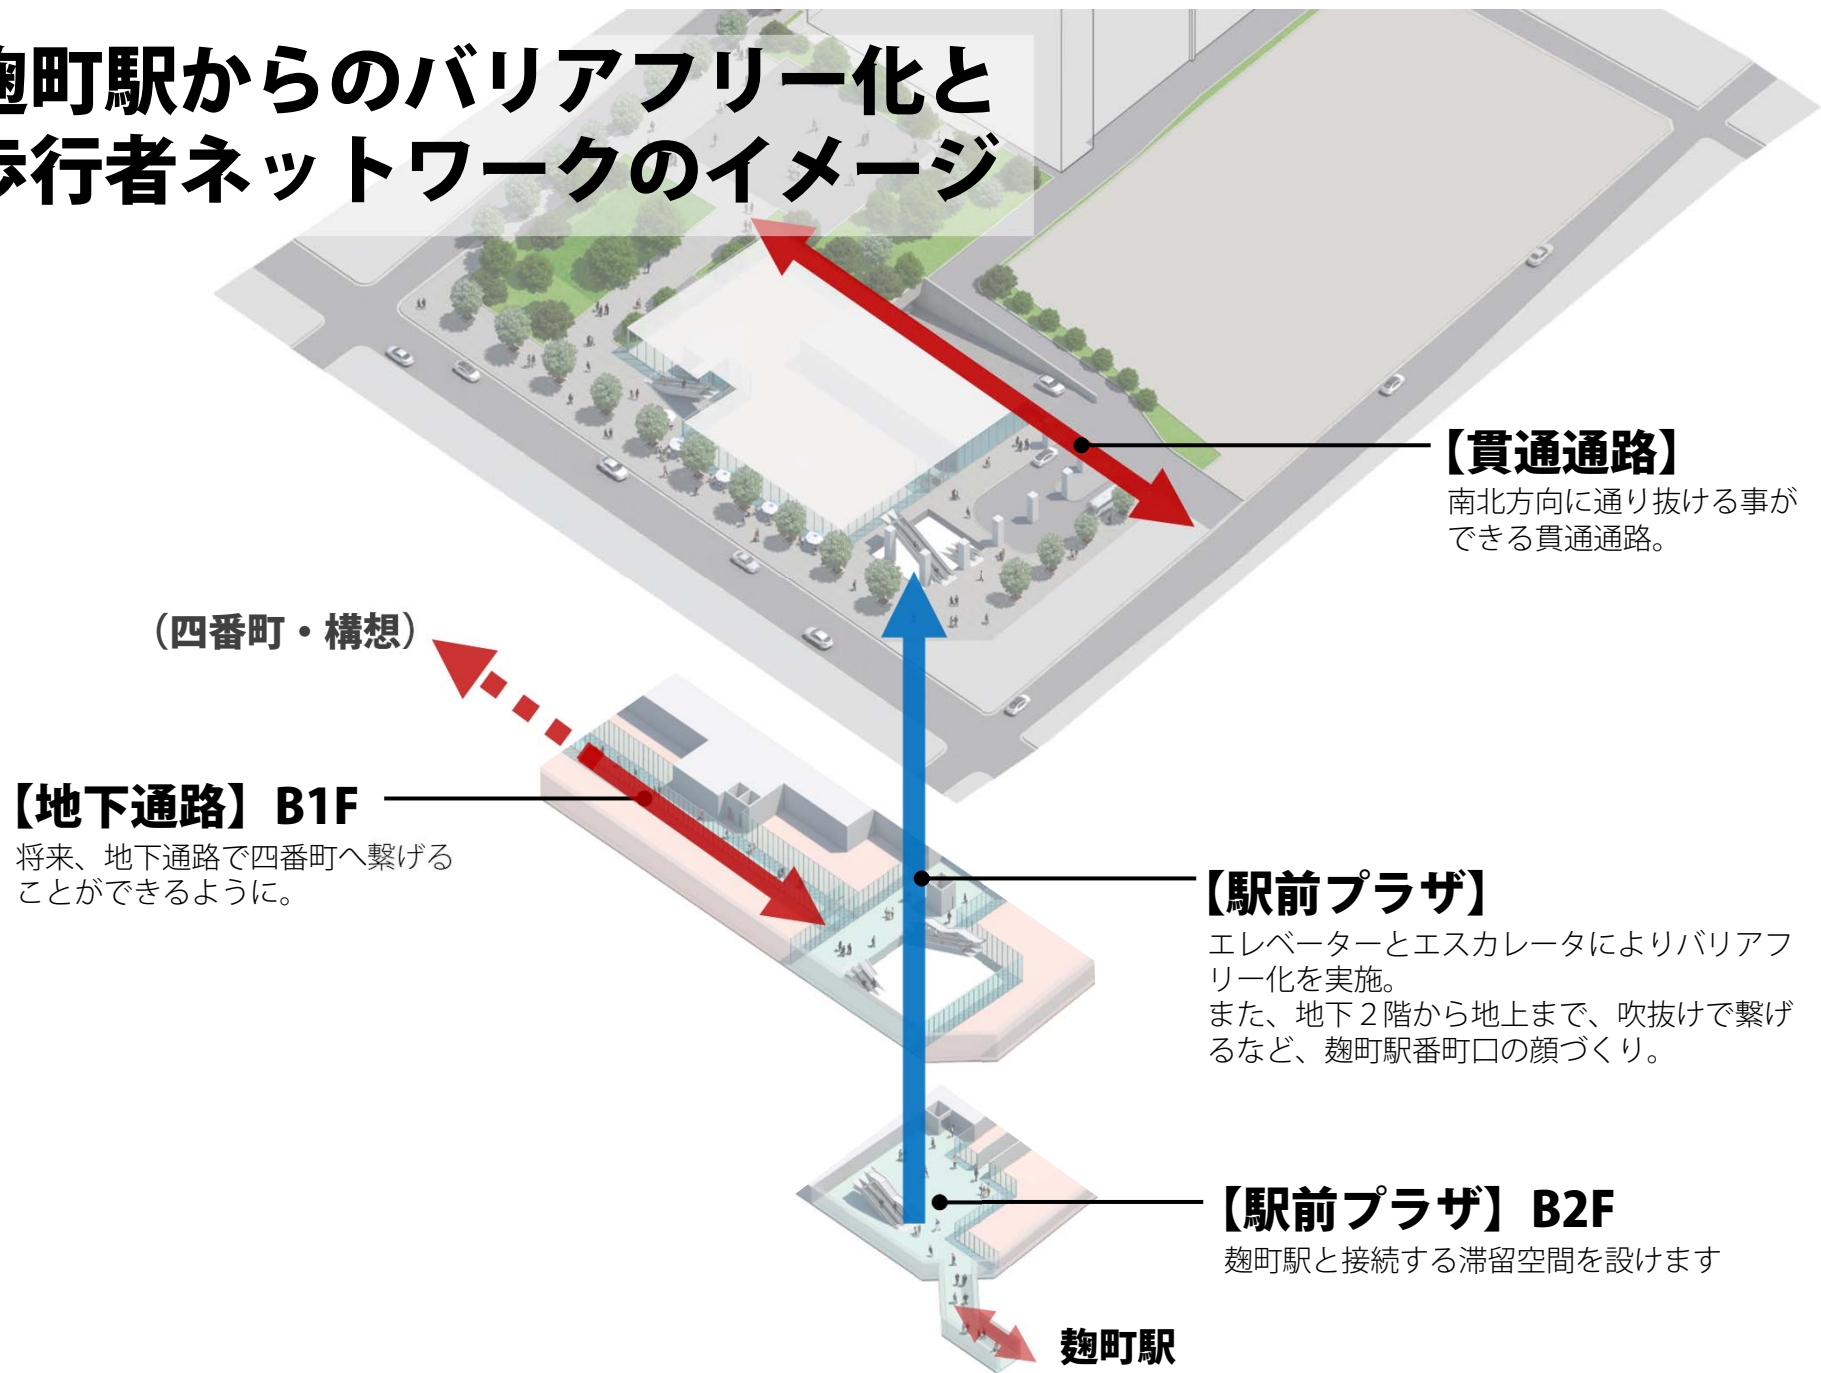 麹町駅からのバリアフリー化と
歩行者ネットワークのイメージ
【貫通通路】
南北方向に通り抜ける事が
できる貫通通路。
（四番町・構想）
【地下通路】B1F
将来、地下通路で四番町へ繋げる
ことができるように。
【駅前プラザ】
エレベーターとエスカレータによりバリアフ
リー化を実施。
また、地下２階から地上まで、吹抜けで繋げ
るなど、麹町駅番町口の顔づくり。
【駅前プラザ】B2F
麹町駅と接続する滞留空間を設けます
麹町駅